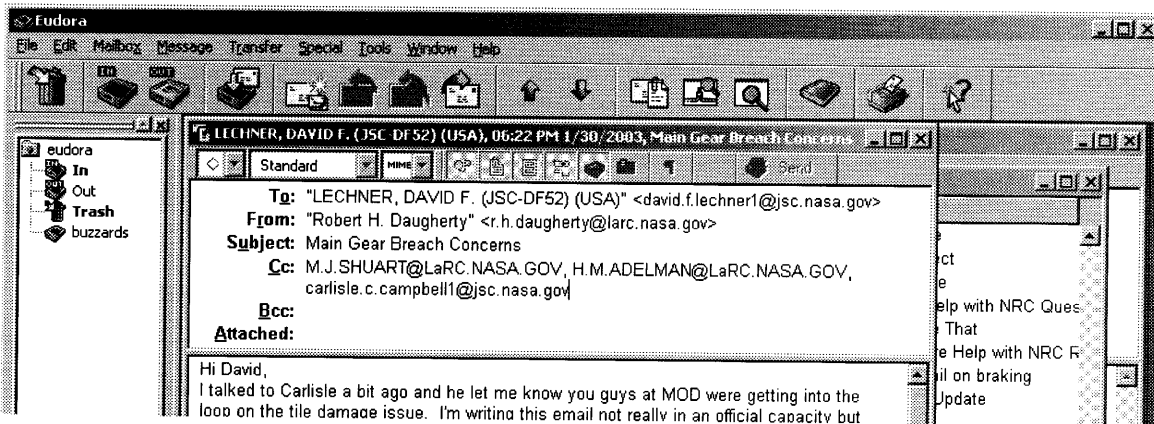 Eudora
File Edit Mailbox Message Transfer Special Tools Window Help
IN OUT
LECHNER, DAVID F. (JSC-DF52) (USA), 06:22 PM 1/30/2003, Main Gear Breach Concerns
eudora
In
Out
Trash
buzzards
Standard MIME Send
To: "LECHNER, DAVID F. (JSC-DF52) (USA)" <david.f.lechner1@jsc.nasa.gov>
From: "Robert H. Daugherty" <r.h.daugherty@larc.nasa.gov>
Subject: Main Gear Breach Concerns
Cc: M.J.SHUART@LaRC.NASA.GOV, H.M.ADELMAN@LaRC.NASA.GOV,
carlisle.c.campbell1@jsc.nasa.gov
Bcc:
Attached:
Hi David,
I talked to Carlisle a bit ago and he let me know you guys at MOD were getting into the
loop on the tile damage issue. I'm writing this email not really in an official capacity but
e
ect
e
elp with NRC Ques
That
e Help with NRC R
il on braking
Update